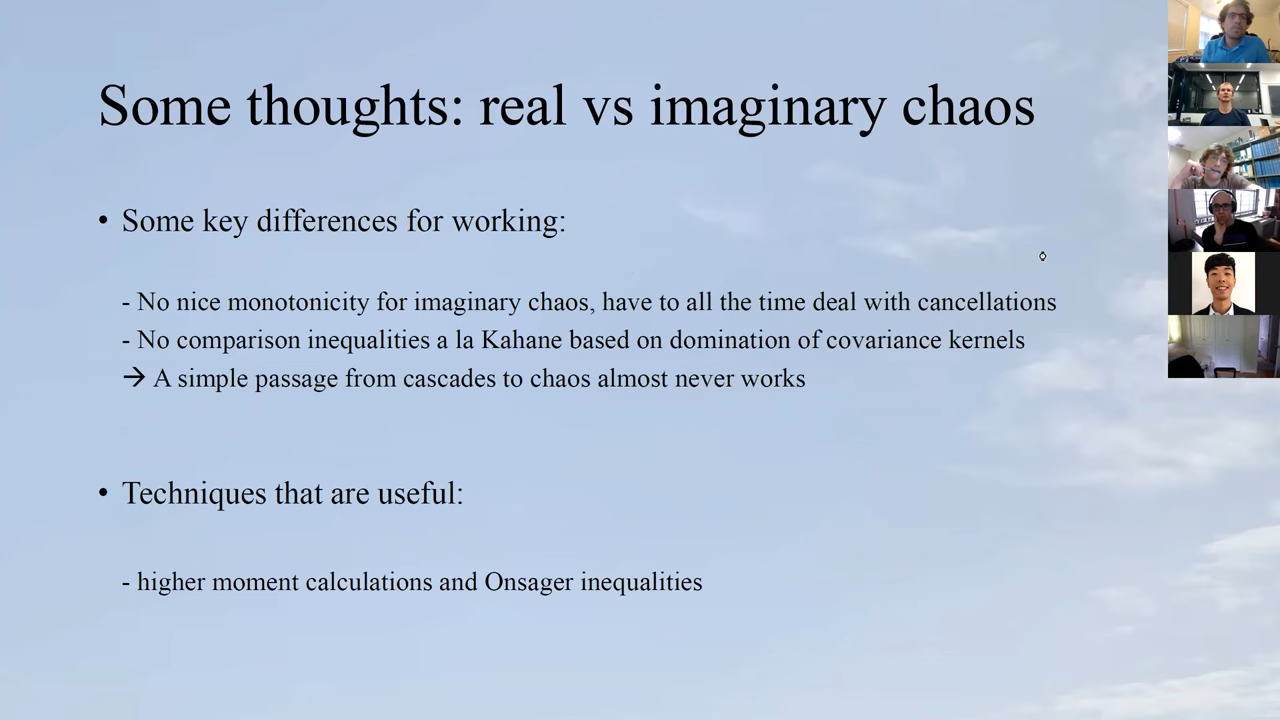 Some thoughts: real vs imaginary chaos
• Some key differences for working:
- No nice monotonicity for imaginary chaos, have to all the time deal with cancellations
- No comparison inequalities a la Kahane based on domination of covariance kernels
→ A simple passage from cascades to chaos almost never works
• Techniques that are useful:
- higher moment calculations and Onsager inequalities